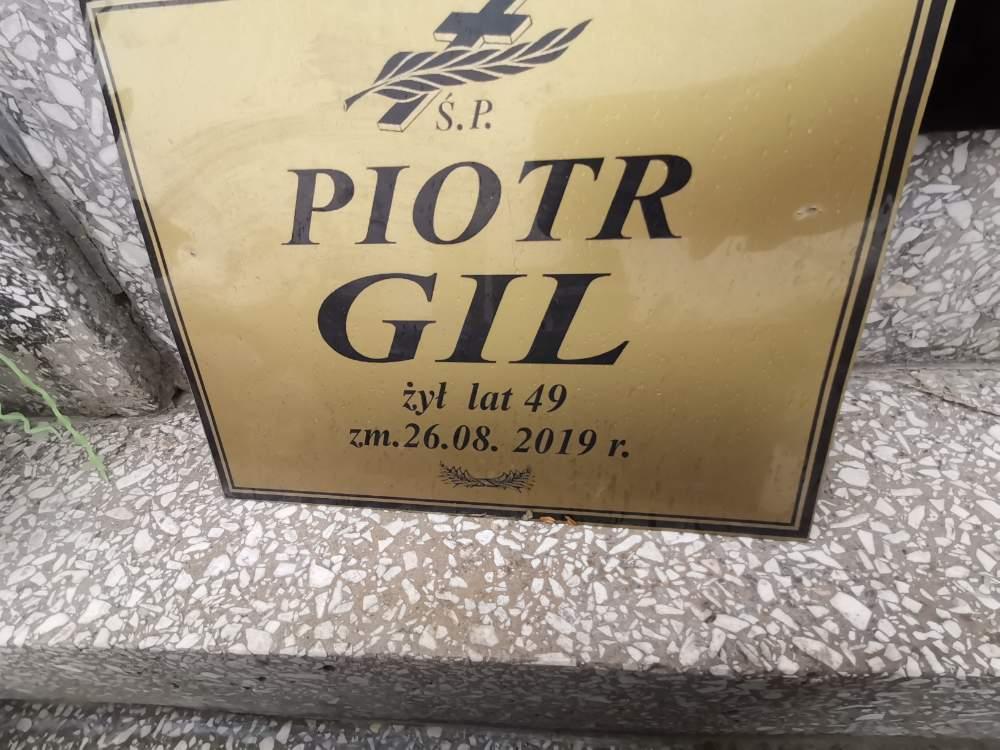 Ś.P.
PIOTR
GIL
żył lat 49
zm.26.08. 2019 r.